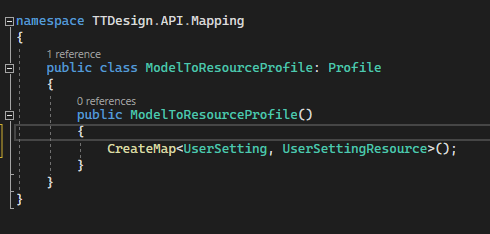 namespace TTDesign.API.Mapping
{
1 reference
public class ModelToResourceProfile: Profile
{
0 references
public ModelToResourceProfile()
{
CreateMap<UserSetting, UserSettingResource>();
}
}
}